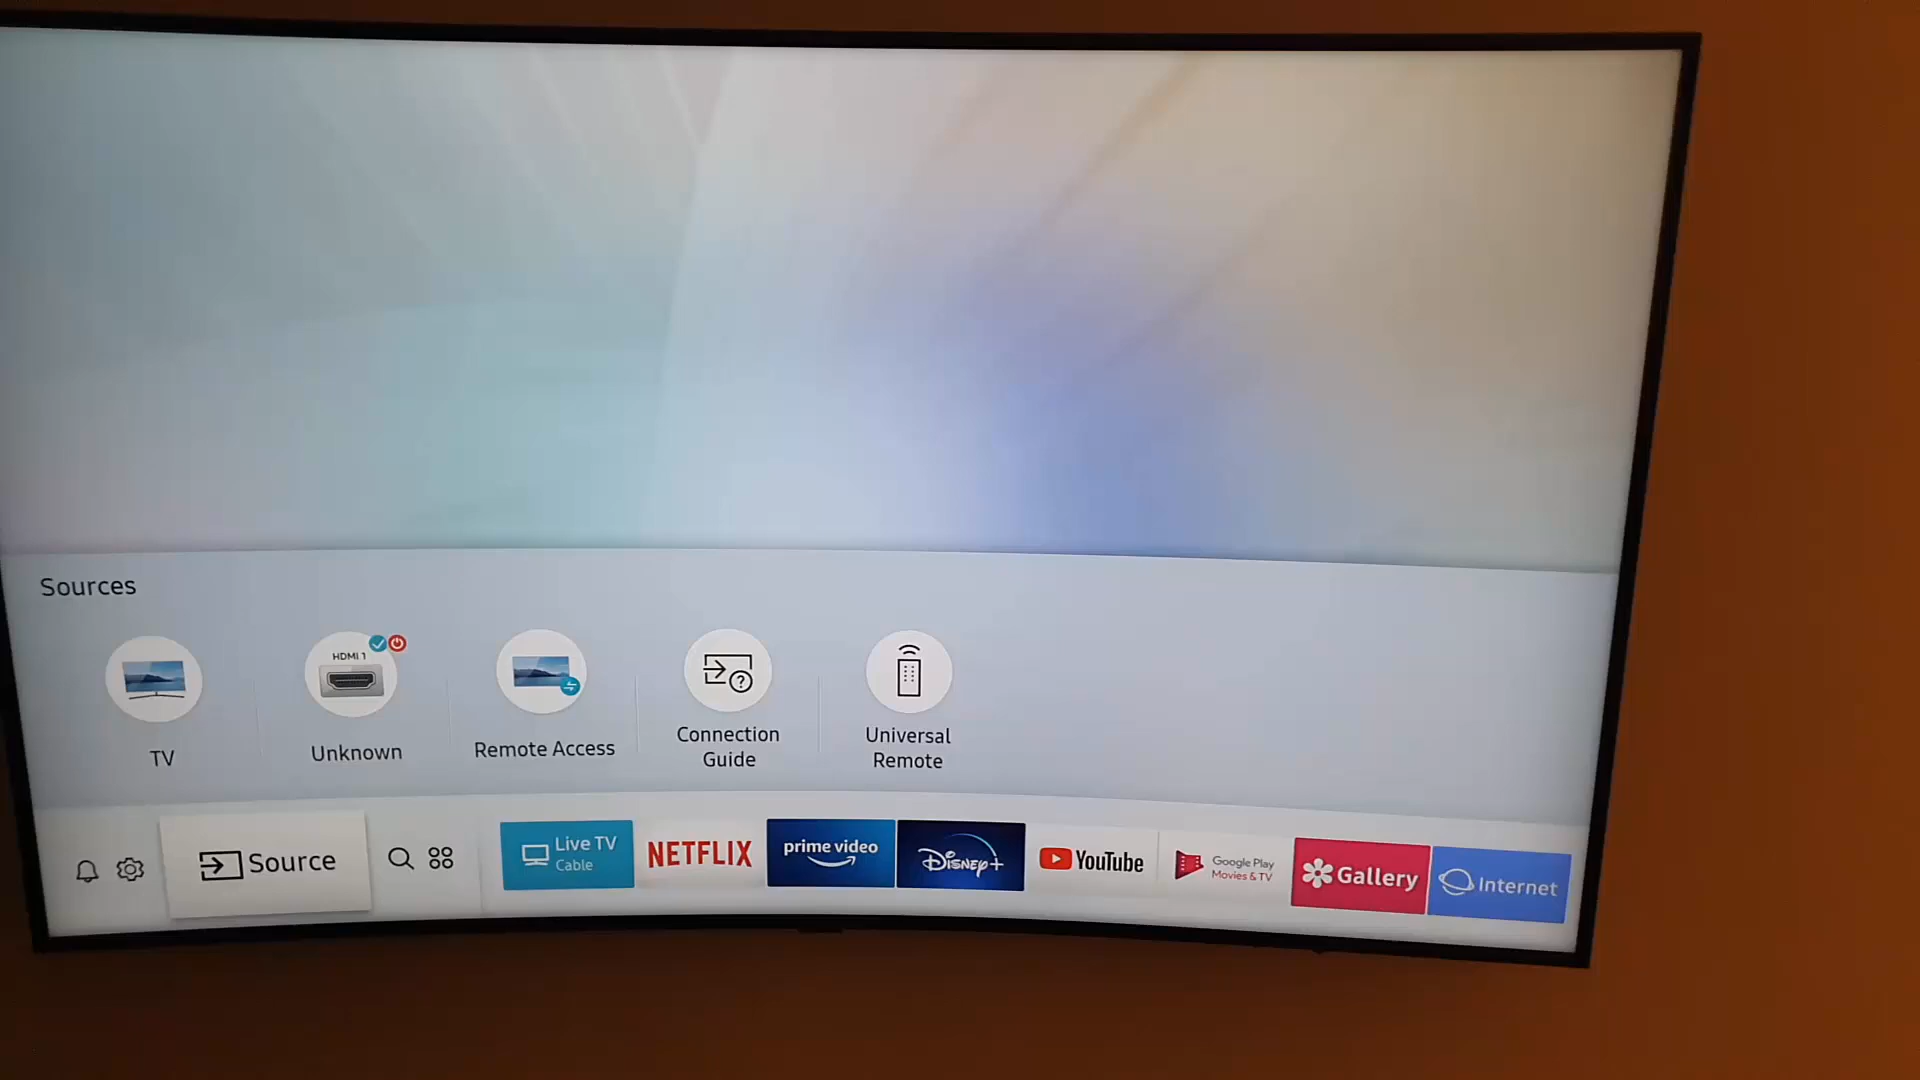 Sources
HDMI 1
TV
Unknown
Remote Access
Connection
Guide
Universal
Remote
Source
Live TV
Cable
NETFLIX
prime video
Disney+
YouTube
Google Play
Movies & TV
Gallery
Internet